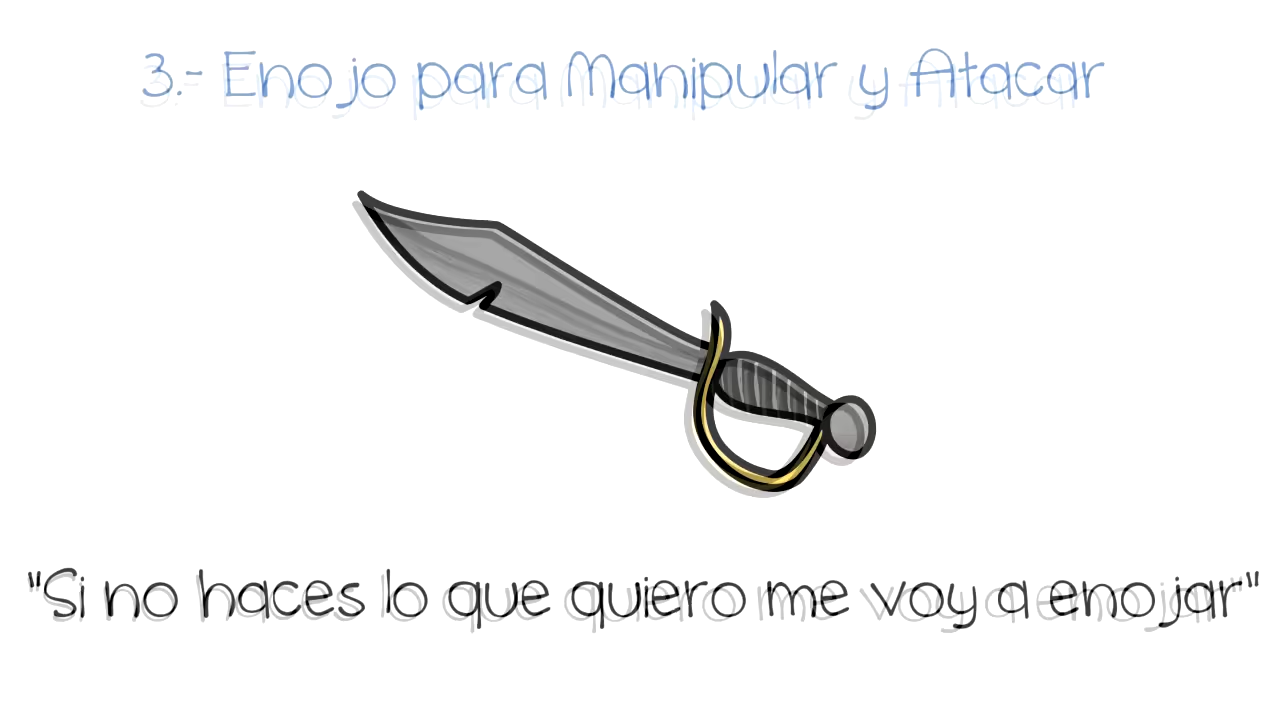 3.- Enojo para Manipular y Atacar
"Si no haces lo que quiero me voy a enojar"